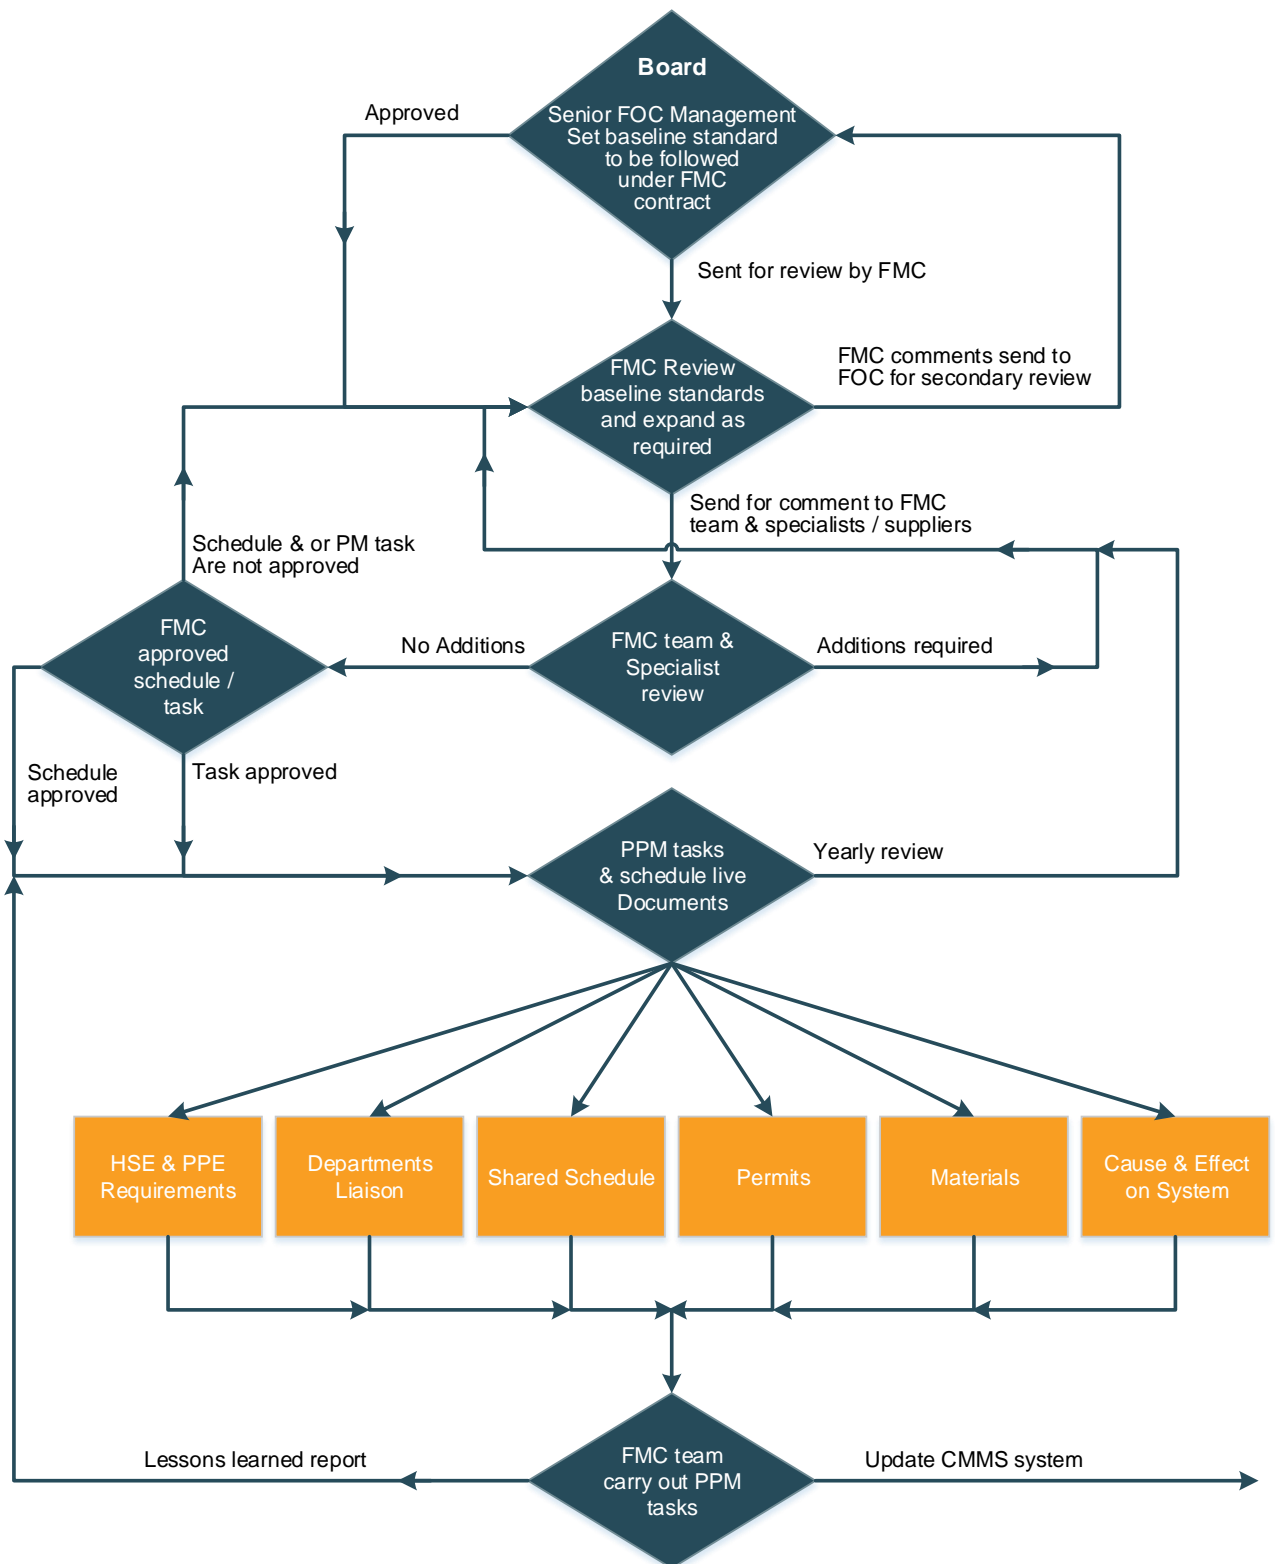 Board
Senior FOC Management
Set baseline standard
to be followed
under FMC
contract
Approved
Sent for review by FMC
FMC Review
baseline standards
and expand as
required
FMC comments send to
FOC for secondary review
Send for comment to FMC
team & specialists / suppliers
Schedule & or PM task
Are not approved
FMC
approved
schedule /
task
No Additions
FMC team &
Specialist
review
Additions required
Schedule
approved
Task approved
PPM tasks
& schedule live
Documents
Yearly review
HSE & PPE
Requirements
Departments
Liaison
Shared Schedule
Permits
Materials
Cause & Effect
on System
Lessons learned report
FMC team
carry out PPM
tasks
Update CMMS system